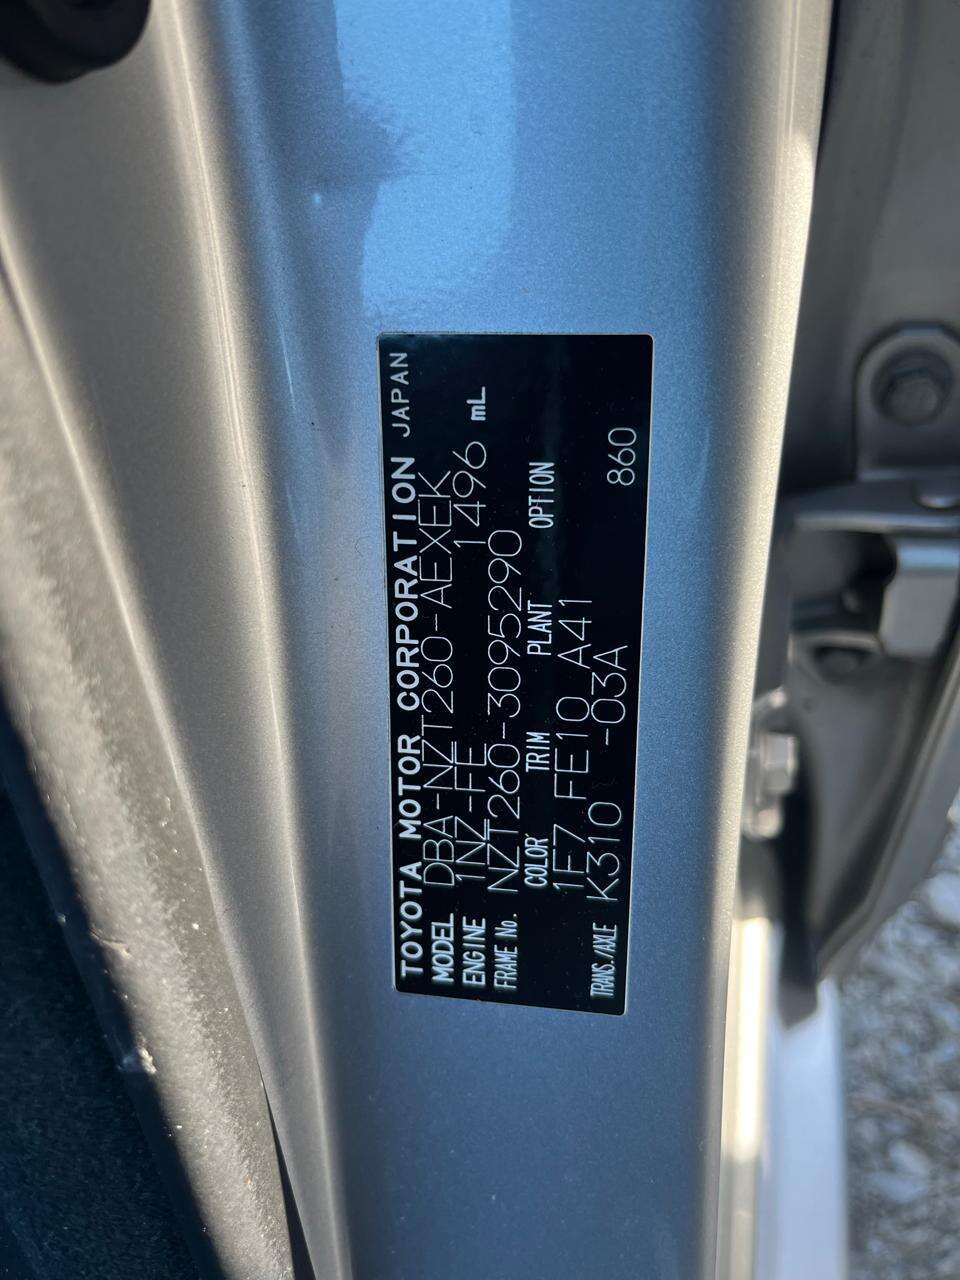 TOYOTA MOTOR CORPORATION JAPAN
MODEL DBA-NZT260-AEXEK
ENGINE 1NZ-FE 1496 mL
FRAME No. NZT260-3095290
COLOR TRIM PLANT OPTION
1F7 FE10 A41
TRANS./AXLE K310 -03A 860